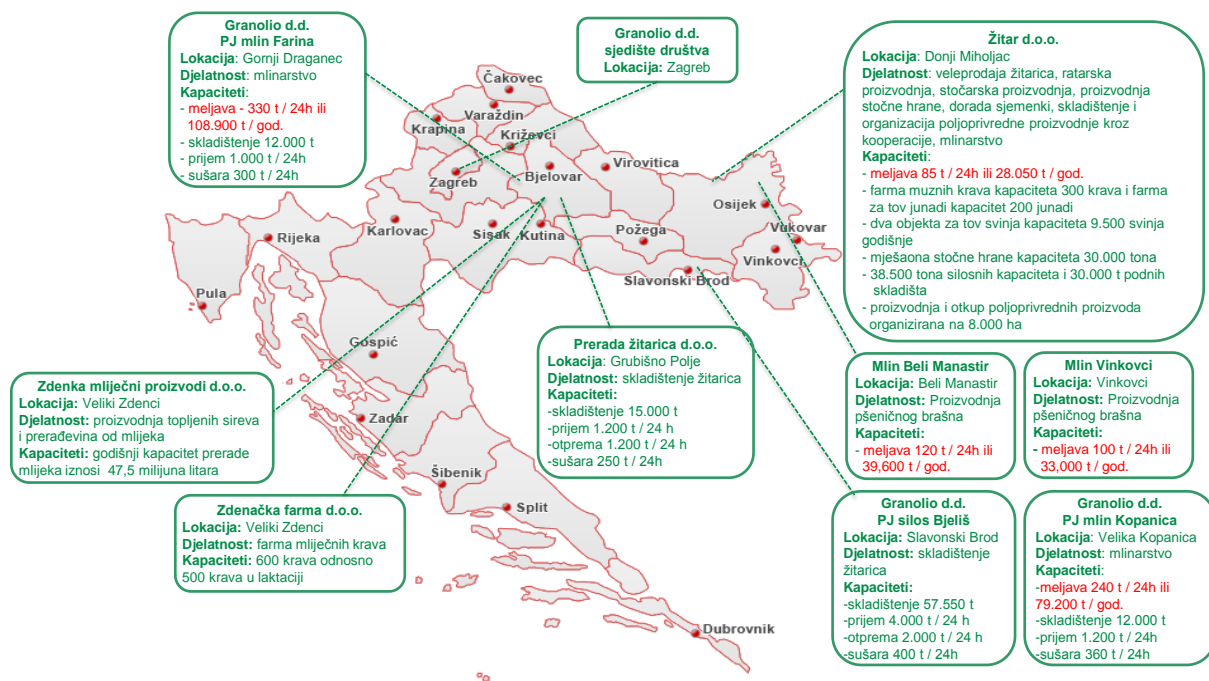 Granolio d.d.
PJ mlin Farina
Lokacija: Gornji Draganec
Djelatnost: mlinarstvo
Kapaciteti:
- meljava - 330 t / 24h ili
108.900 t / god.
- skladištenje 12.000 t
- prijem 1.000 t / 24h
- sušara 300 t / 24h
Granolio d.d.
sjedište društva
Lokacija: Zagreb
Žitar d.o.o.
Lokacija: Donji Miholjac
Djelatnost: veleprodaja žitarica, ratarska
proizvodnja, stočarska proizvodnja, proizvodnja
stočne hrane, dorada sjemenki, skladištenje i
organizacija poljoprivredne proizvodnje kroz
kooperacije, mlinarstvo
Kapaciteti:
- meljava 85 t / 24h ili 28.050 t / god.
- farma muznih krava kapaciteta 300 krava i farma
za tov junadi kapacitet 200 junadi
- dva objekta za tov svinja kapaciteta 9.500 svinja
godišnje
- mješaona stočne hrane kapaciteta 30.000 tona
- 38.500 tona silosnih kapaciteta i 30.000 t podnih
skladišta
- proizvodnja i otkup poljoprivrednih proizvoda
organizirana na 8.000 ha
Čakovec
Varaždin
Krapina
Križevci
Zagreb
Bjelovar
Virovitica
Osijek
Vukovar
Vinkovci
Požega
Slavonski Brod
Kutina
Sisak
Karlovac
Rijeka
Pula
Gospić
Zadar
Šibenik
Split
Dubrovnik
Zdenka mliječni proizvodi d.o.o.
Lokacija: Veliki Zdenci
Djelatnost: proizvodnja topljenih sireva
i prerađevina od mlijeka
Kapaciteti: godišnji kapacitet prerade
mlijeka iznosi 47,5 milijuna litara
Zdenačka farma d.o.o.
Lokacija: Veliki Zdenci
Djelatnost: farma mliječnih krava
Kapaciteti: 600 krava odnosno
500 krava u laktaciji
Prerada žitarica d.o.o.
Lokacija: Grubišno Polje
Djelatnost: skladištenje žitarica
Kapaciteti:
-skladištenje 15.000 t
-prijem 1.200 t / 24 h
-otprema 1.200 t / 24 h
-sušara 250 t / 24h
Mlin Beli Manastir
Lokacija: Beli Manastir
Djelatnost: Proizvodnja
pšeničnog brašna
Kapaciteti:
- meljava 120 t / 24h ili
39,600 t / god.
Mlin Vinkovci
Lokacija: Vinkovci
Djelatnost: Proizvodnja
pšeničnog brašna
Kapaciteti:
- meljava 100 t / 24h ili
33,000 t / god.
Granolio d.d.
PJ silos Bjeliš
Lokacija: Slavonski Brod
Djelatnost: skladištenje
žitarica
Kapaciteti:
-skladištenje 57.550 t
-prijem 4.000 t / 24 h
-otprema 2.000 t / 24 h
-sušara 400 t / 24h
Granolio d.d.
PJ mlin Kopanica
Lokacija: Velika Kopanica
Djelatnost: mlinarstvo
Kapaciteti:
-meljava 240 t / 24h ili
79.200 t / god.
-skladištenje 12.000 t
-prijem 1.200 t / 24h
-sušara 360 t / 24h